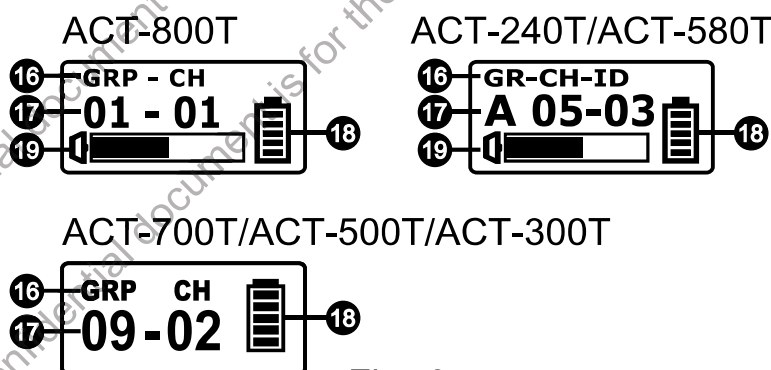 ACT-800T
ACT-240T/ACT-580T
16 GRP - CH
17 01 - 01
19
18
16 GR-CH-ID
17 A 05-03
19
18
ACT-700T/ACT-500T/ACT-300T
16 GRP CH
17 09-02
18